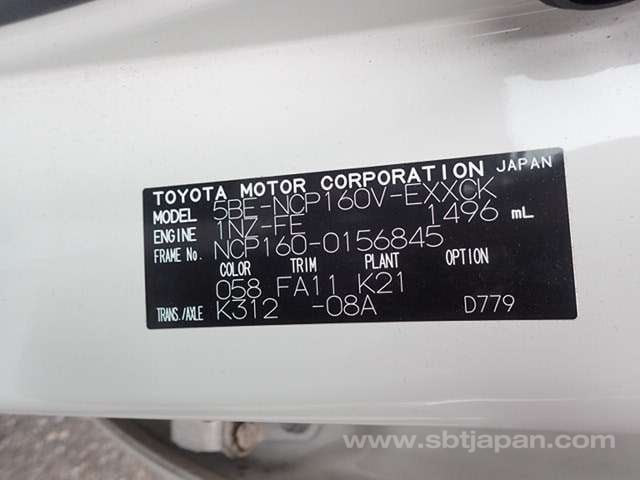 TOYOTA MOTOR CORPORATION JAPAN
MODEL 5BE-NCP160V-EXXCK
ENGINE 1NZ-FE 1496 mL
FRAME No. NCP160-0156845
COLOR TRIM PLANT OPTION
058 FA11 K21
TRANS./AXLE K312 -08A D779
www.sbtjapan.com